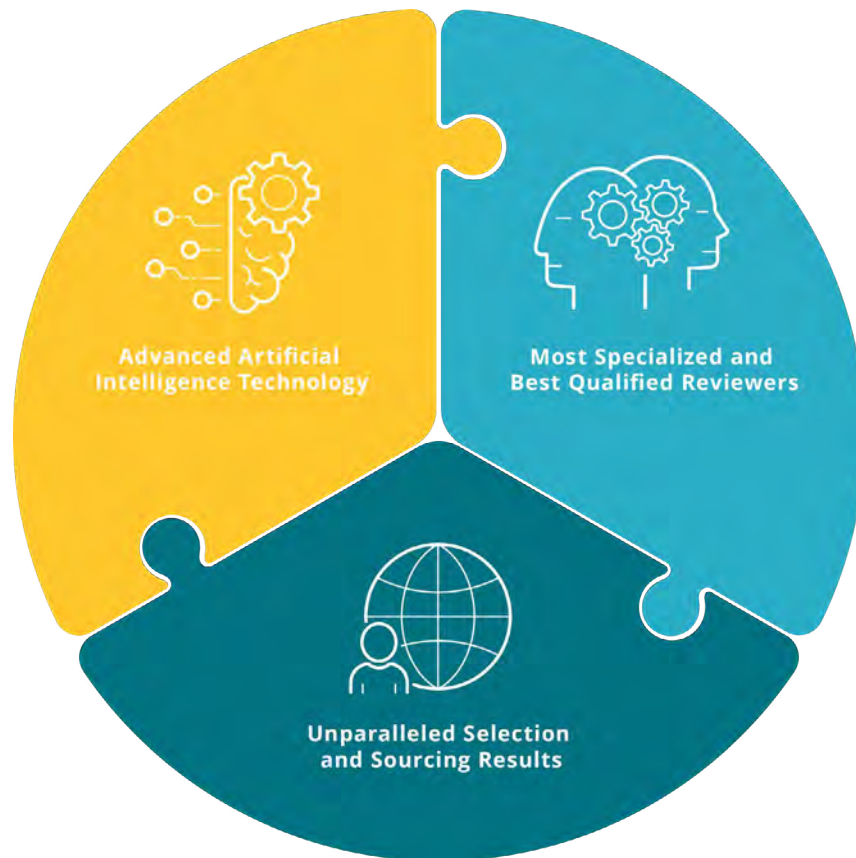 Advanced Artificial
Intelligence Technology
Most Specialized and
Best Qualified Reviewers
Unparalleled Selection
and Sourcing Results